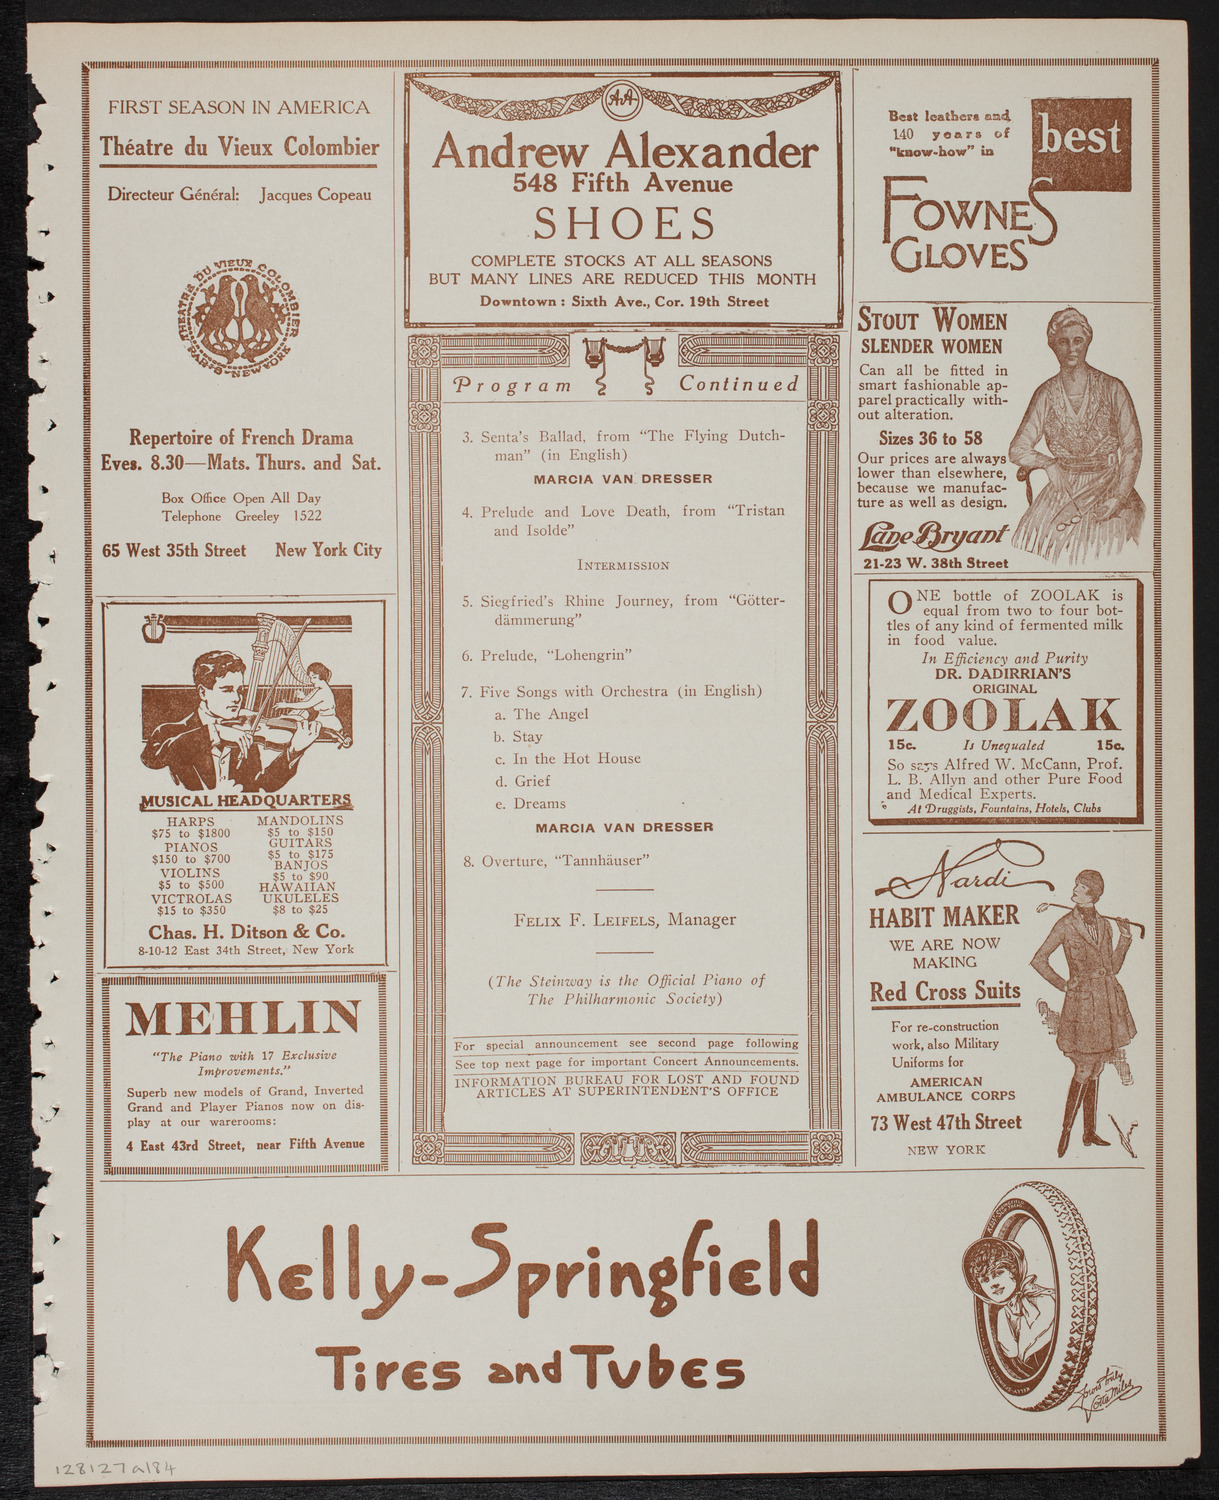 FIRST SEASON IN AMERICA
Théatre du Vieux Colombier
Directeur Général: Jacques Copeau
THEATRE DU VIEUX COLOMBIER
PARIS NEW YORK
Repertoire of French Drama
Eves. 8.30—Mats. Thurs. and Sat.
Box Office Open All Day
Telephone Greeley 1522
65 West 35th Street New York City
MUSICAL HEADQUARTERS
HARPS
$75 to $1800
PIANOS
$150 to $700
VIOLINS
$5 to $500
VICTROLAS
$15 to $350
MANDOLINS
$5 to $150
GUITARS
$5 to $175
BANJOS
$5 to $90
HAWAIIAN
UKULELES
$8 to $25
Chas. H. Ditson & Co.
8-10-12 East 34th Street, New York
MEHLIN
"The Piano with 17 Exclusive
Improvements."
Superb new models of Grand, Inverted
Grand and Player Pianos now on dis-
play at our warerooms:
4 East 43rd Street, near Fifth Avenue
AA
Andrew Alexander
548 Fifth Avenue
SHOES
COMPLETE STOCKS AT ALL SEASONS
BUT MANY LINES ARE REDUCED THIS MONTH
Downtown: Sixth Ave., Cor. 19th Street
Program Continued
3. Senta's Ballad, from "The Flying Dutch-
man" (in English)
MARCIA VAN DRESSER
4. Prelude and Love Death, from "Tristan
and Isolde"
INTERMISSION
5. Siegfried's Rhine Journey, from "Götter-
dämmerung"
6. Prelude, "Lohengrin"
7. Five Songs with Orchestra (in English)
a. The Angel
b. Stay
c. In the Hot House
d. Grief
e. Dreams
MARCIA VAN DRESSER
8. Overture, "Tannhäuser"
FELIX F. LEIFELS, Manager
(The Steinway is the Official Piano of
The Philharmonic Society)
For special announcement see second page following
See top next page for important Concert Announcements.
INFORMATION BUREAU FOR LOST AND FOUND
ARTICLES AT SUPERINTENDENT'S OFFICE
Best leathers and
140 years of
"know-how" in
best
FOWNES
GLOVES
STOUT WOMEN
SLENDER WOMEN
Can all be fitted in
smart fashionable ap-
parel practically with-
out alteration.
Sizes 36 to 58
Our prices are always
lower than elsewhere,
because we manufac-
ture as well as design.
Lane Bryant
21-23 W. 38th Street
ONE bottle of ZOOLAK is
equal from two to four bot-
tles of any kind of fermented milk
in food value.
In Efficiency and Purity
DR. DADIRRIAN'S
ORIGINAL
ZOOLAK
15c. Is Unequaled 15c.
So says Alfred W. McCann, Prof.
L. B. Allyn and other Pure Food
and Medical Experts.
At Druggists, Fountains, Hotels, Clubs
Nardi
HABIT MAKER
WE ARE NOW
MAKING
Red Cross Suits
For re-construction
work, also Military
Uniforms for
AMERICAN
AMBULANCE CORPS
73 West 47th Street
NEW YORK
Kelly-Springfield
Tires and Tubes
Yours truly
Lotta Miles
128127a184